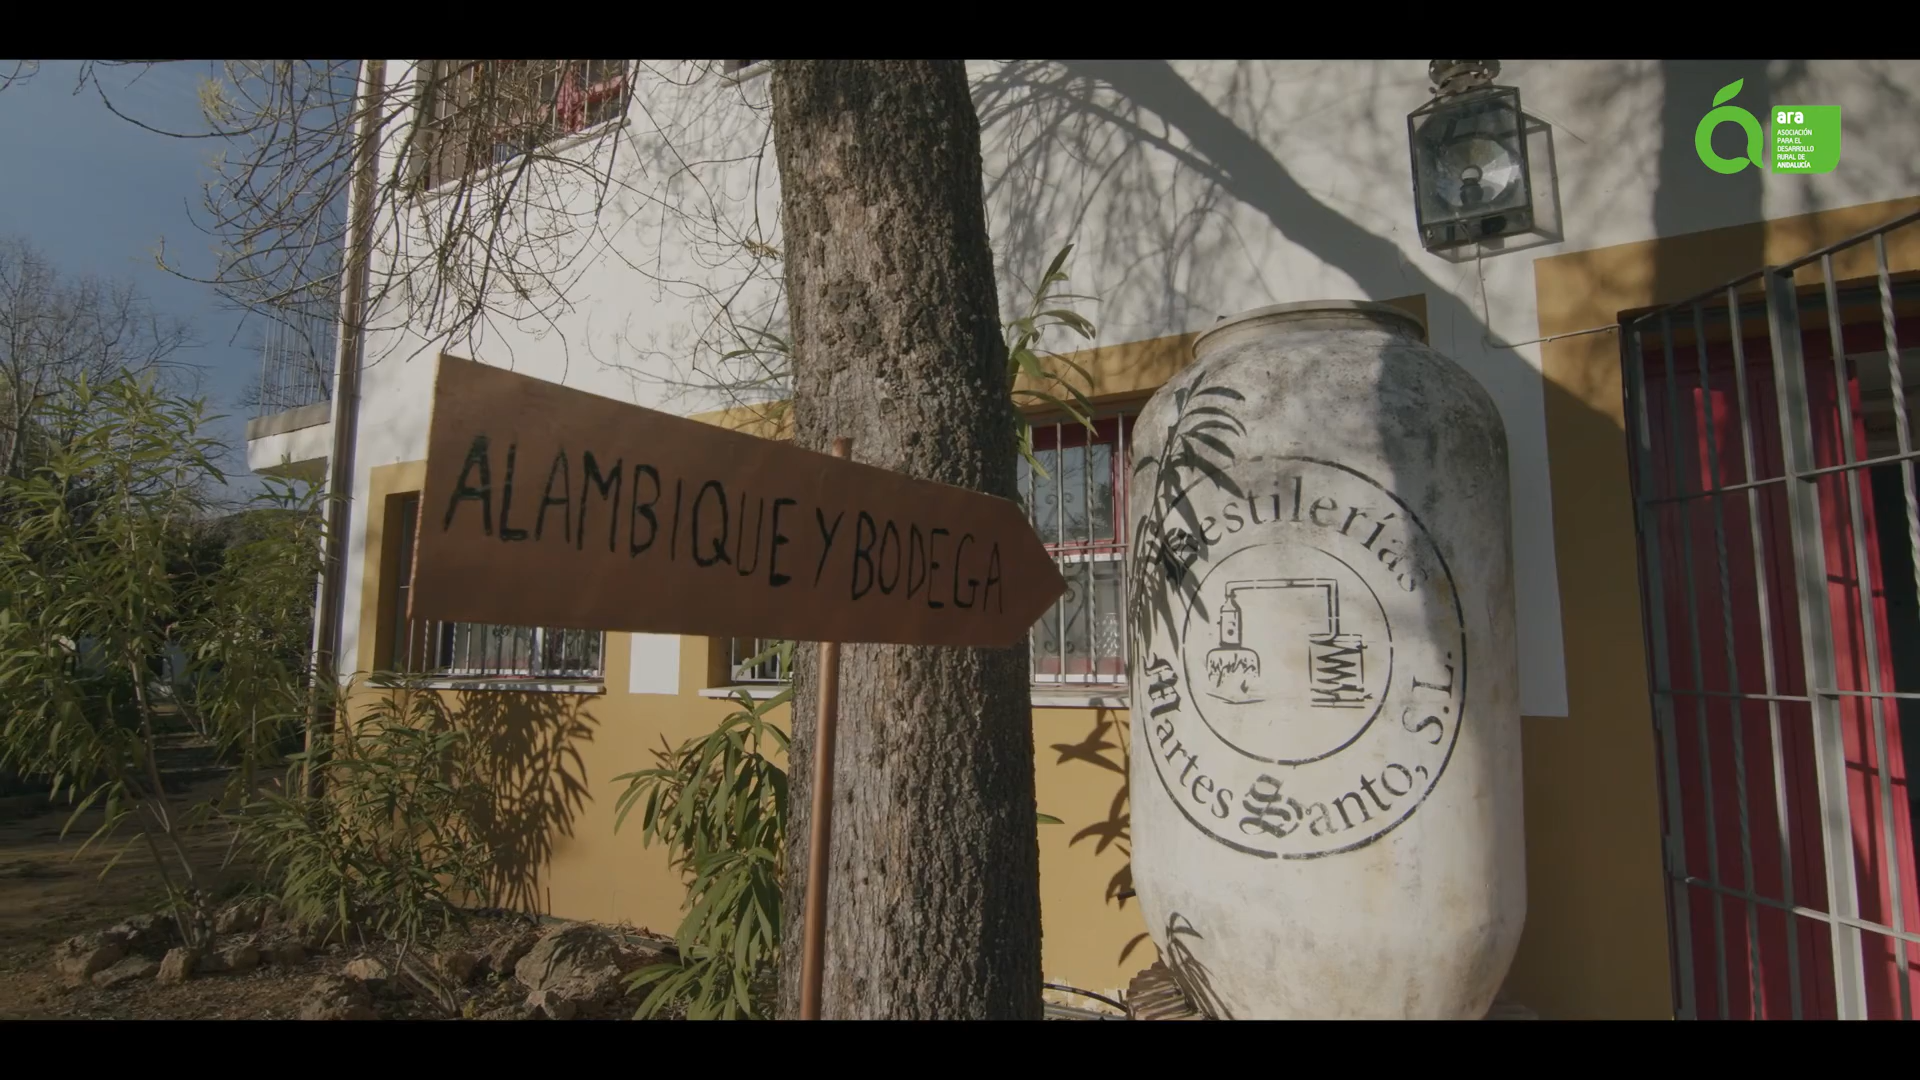 ara
ASOCIACIÓN
PARA EL
DESARROLLO
RURAL DE
ANDALUCÍA
ALAMBIQUE Y BODEGA
Destilerías
Martes Santo, S.L.